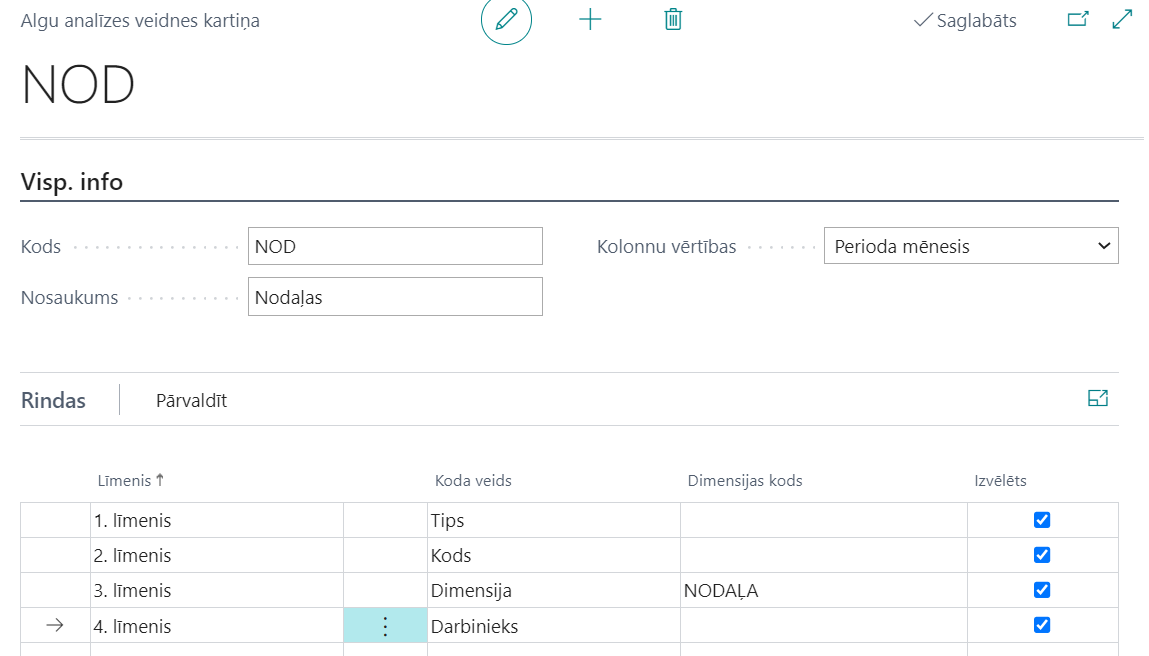 Algu analīzes veidnes kartiņa
Saglabāts
NOD
Visp. info
Kods NOD
Kolonnu vērtības Perioda mēnesis
Nosaukums Nodaļas
Rindas Pārvaldīt
Līmenis ↑ Koda veids Dimensijas kods Izvēlēts
1. līmenis Tips
2. līmenis Kods
3. līmenis Dimensija NODAĻA
4. līmenis Darbinieks